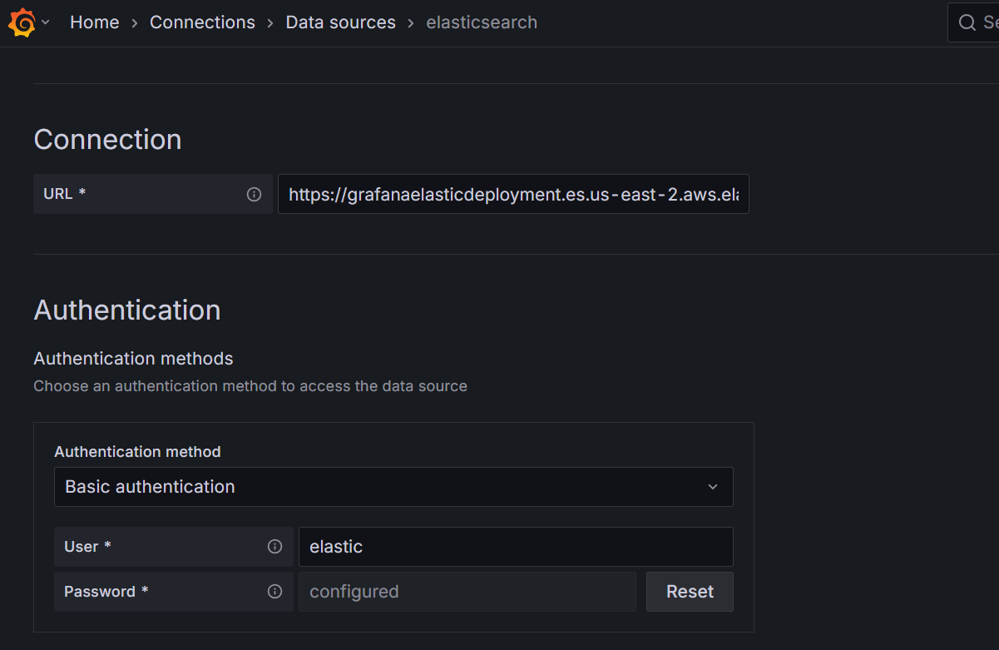 Home › Connections › Data sources › elasticsearch
Connection
URL * https://grafanaelasticdeployment.es.us-east-2.aws.ela
Authentication
Authentication methods
Choose an authentication method to access the data source
Authentication method
Basic authentication
User * elastic
Password * configured Reset